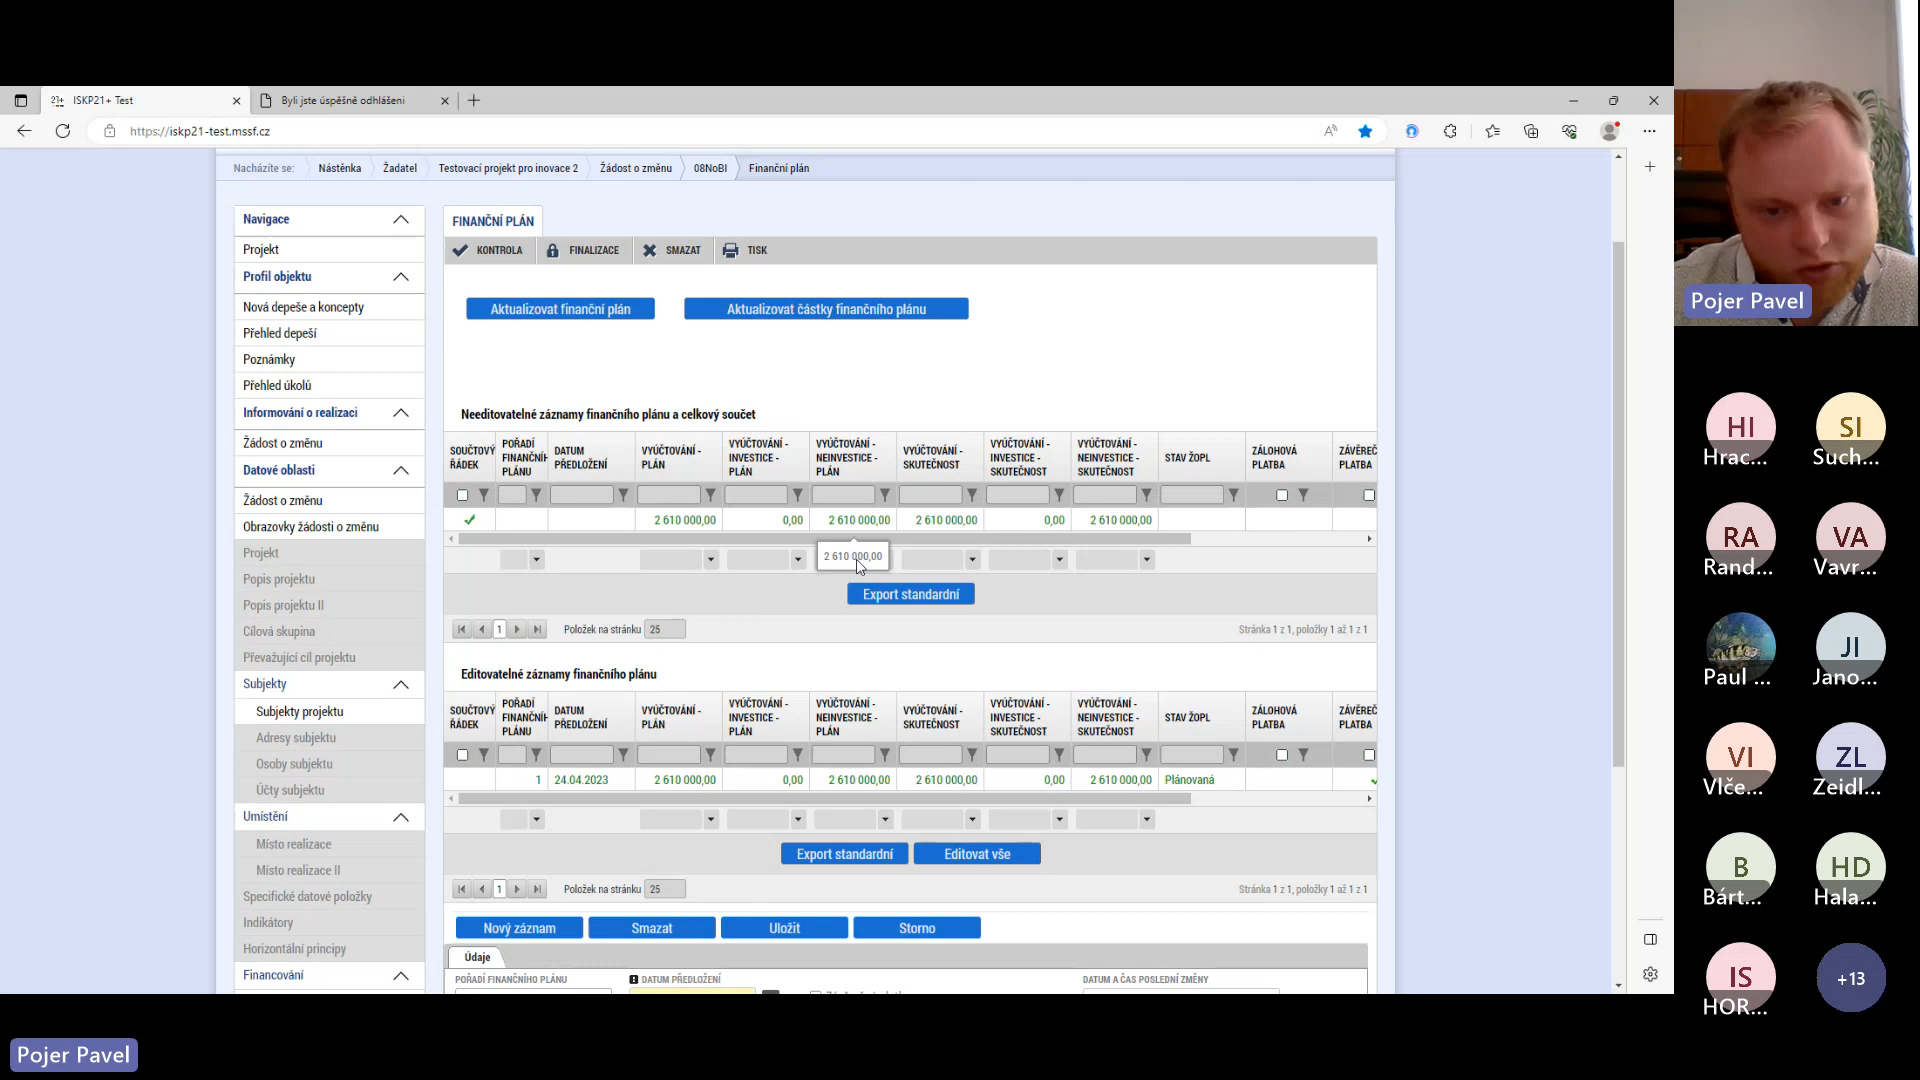 ISKP21+ Test
Byli jste úspěšně odhlášeni
https://iskp21-test.mssf.cz
Nacházíte se:
Nástěnka
Žadatel
Testovací projekt pro inovace 2
Žádost o změnu
08NoBI
Finanční plán
Navigace
Projekt
Profil objektu
Nová depeše a koncepty
Přehled depeší
Poznámky
Přehled úkolů
Informování o realizaci
Žádost o změnu
Datové oblasti
Žádost o změnu
Obrazovky žádosti o změnu
Projekt
Popis projektu
Popis projektu II
Cílová skupina
Převažující cíl projektu
Subjekty
Subjekty projektu
Adresy subjektu
Osoby subjektu
Účty subjektu
Umístění
Místo realizace
Místo realizace II
Specifické datové položky
Indikátory
Horizontální principy
Financování
FINANČNÍ PLÁN
KONTROLA
FINALIZACE
SMAZAT
TISK
Aktualizovat finanční plán
Aktualizovat částky finančního plánu
Needitovatelné záznamy finančního plánu a celkový součet
SOUČTOVÝ ŘÁDEK
POŘADÍ FINANČNÍH PLÁNU
DATUM PŘEDLOŽENÍ
VYÚČTOVÁNÍ - PLÁN
VYÚČTOVÁNÍ - INVESTICE - PLÁN
VYÚČTOVÁNÍ - NEINVESTICE - PLÁN
VYÚČTOVÁNÍ - SKUTEČNOST
VYÚČTOVÁNÍ - INVESTICE - SKUTEČNOST
VYÚČTOVÁNÍ - NEINVESTICE - SKUTEČNOST
STAV ŽOPL
ZÁLOHOVÁ PLATBA
ZÁVĚREČ PLATBA
2 610 000,00
0,00
2 610 000,00
2 610 000,00
0,00
2 610 000,00
2 610 000,00
Export standardní
1
Položek na stránku 25
Stránka 1 z 1, položky 1 až 1 z 1
Editovatelné záznamy finančního plánu
SOUČTOVÝ ŘÁDEK
POŘADÍ FINANČNÍH PLÁNU
DATUM PŘEDLOŽENÍ
VYÚČTOVÁNÍ - PLÁN
VYÚČTOVÁNÍ - INVESTICE - PLÁN
VYÚČTOVÁNÍ - NEINVESTICE - PLÁN
VYÚČTOVÁNÍ - SKUTEČNOST
VYÚČTOVÁNÍ - INVESTICE - SKUTEČNOST
VYÚČTOVÁNÍ - NEINVESTICE - SKUTEČNOST
STAV ŽOPL
ZÁLOHOVÁ PLATBA
ZÁVĚREČ PLATBA
1
24.04.2023
2 610 000,00
0,00
2 610 000,00
2 610 000,00
0,00
2 610 000,00
Plánovaná
Export standardní
Editovat vše
1
Položek na stránku 25
Stránka 1 z 1, položky 1 až 1 z 1
Nový záznam
Smazat
Uložit
Storno
Údaje
POŘADÍ FINANČNÍHO PLÁNU
DATUM PŘEDLOŽENÍ
DATUM A ČAS POSLEDNÍ ZMĚNY
Pojer Pavel
HI
Hrac...
SI
Such...
RA
Rand...
VA
Vavr...
Paul ...
JI
Jano...
VI
Vlče...
ZL
Zeidl...
B
Bárt...
HD
Hala...
IS
HOR...
+13
Pojer Pavel